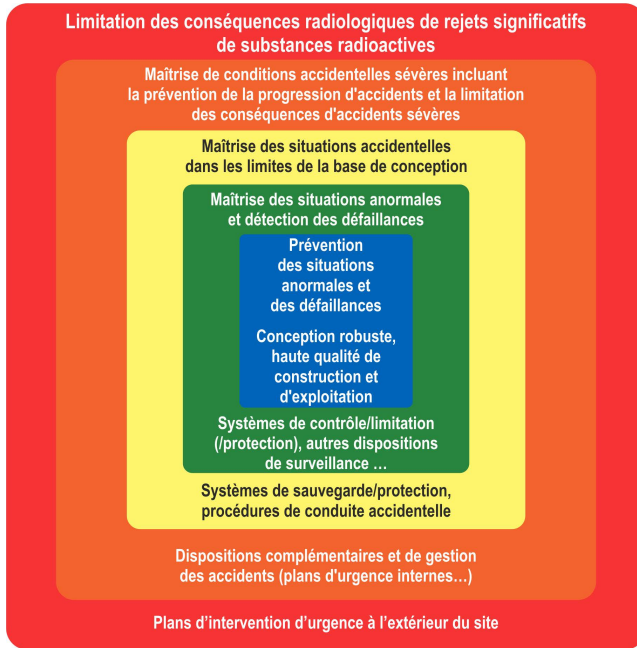 Limitation des conséquences radiologiques de rejets significatifs
de substances radioactives
Maîtrise de conditions accidentelles sévères incluant
la prévention de la progression d'accidents et la limitation
des conséquences d'accidents sévères
Maîtrise des situations accidentelles
dans les limites de la base de conception
Maîtrise des situations anormales
et détection des défaillances
Prévention
des situations
anormales et
des défaillances
Conception robuste,
haute qualité de
construction et
d'exploitation
Systèmes de contrôle/limitation
(/protection), autres dispositions
de surveillance ...
Systèmes de sauvegarde/protection,
procédures de conduite accidentelle
Dispositions complémentaires et de gestion
des accidents (plans d'urgence internes...)
Plans d’intervention d’urgence à l’extérieur du site